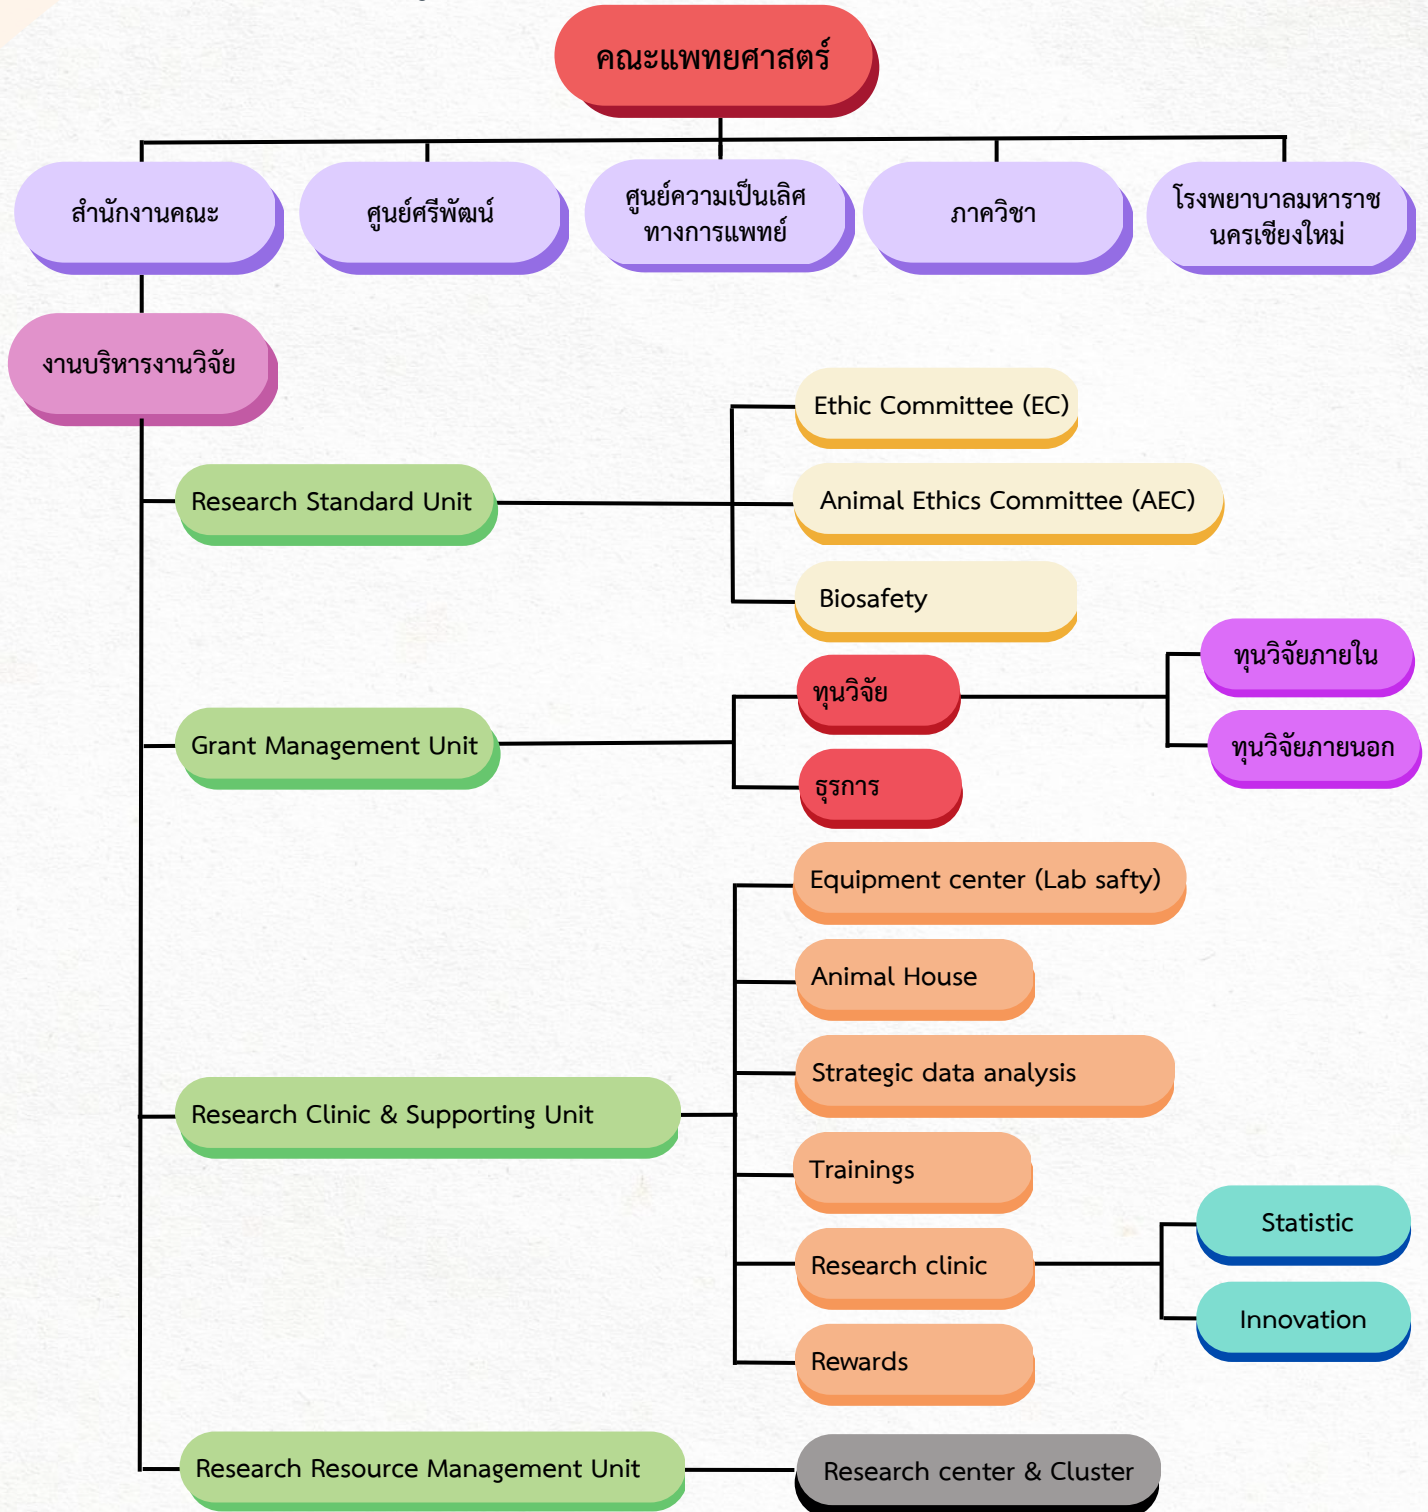 คณะแพทยศาสตร์
สำนักงานคณะ
ศูนย์ศรีพัฒน์
ศูนย์ความเป็นเลิศ
ทางการแพทย์
ภาควิชา
โรงพยาบาลมหาราช
นครเชียงใหม่
งานบริหารงานวิจัย
Ethic Committee (EC)
Research Standard Unit
Animal Ethics Committee (AEC)
Biosafety
ทุนวิจัยภายใน
ทุนวิจัย
Grant Management Unit
ทุนวิจัยภายนอก
ธุรการ
Equipment center (Lab safty)
Animal House
Strategic data analysis
Research Clinic & Supporting Unit
Trainings
Statistic
Research clinic
Innovation
Rewards
Research Resource Management Unit
Research center & Cluster